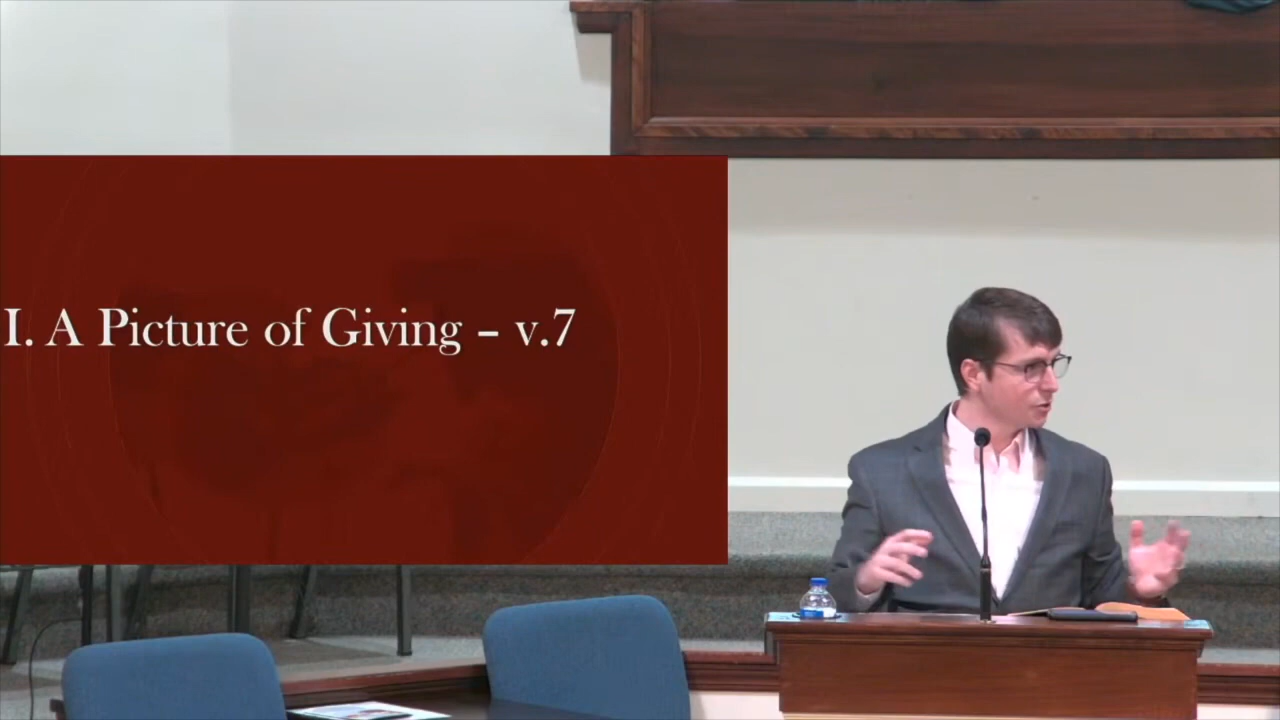 I. A Picture of Giving – v.7